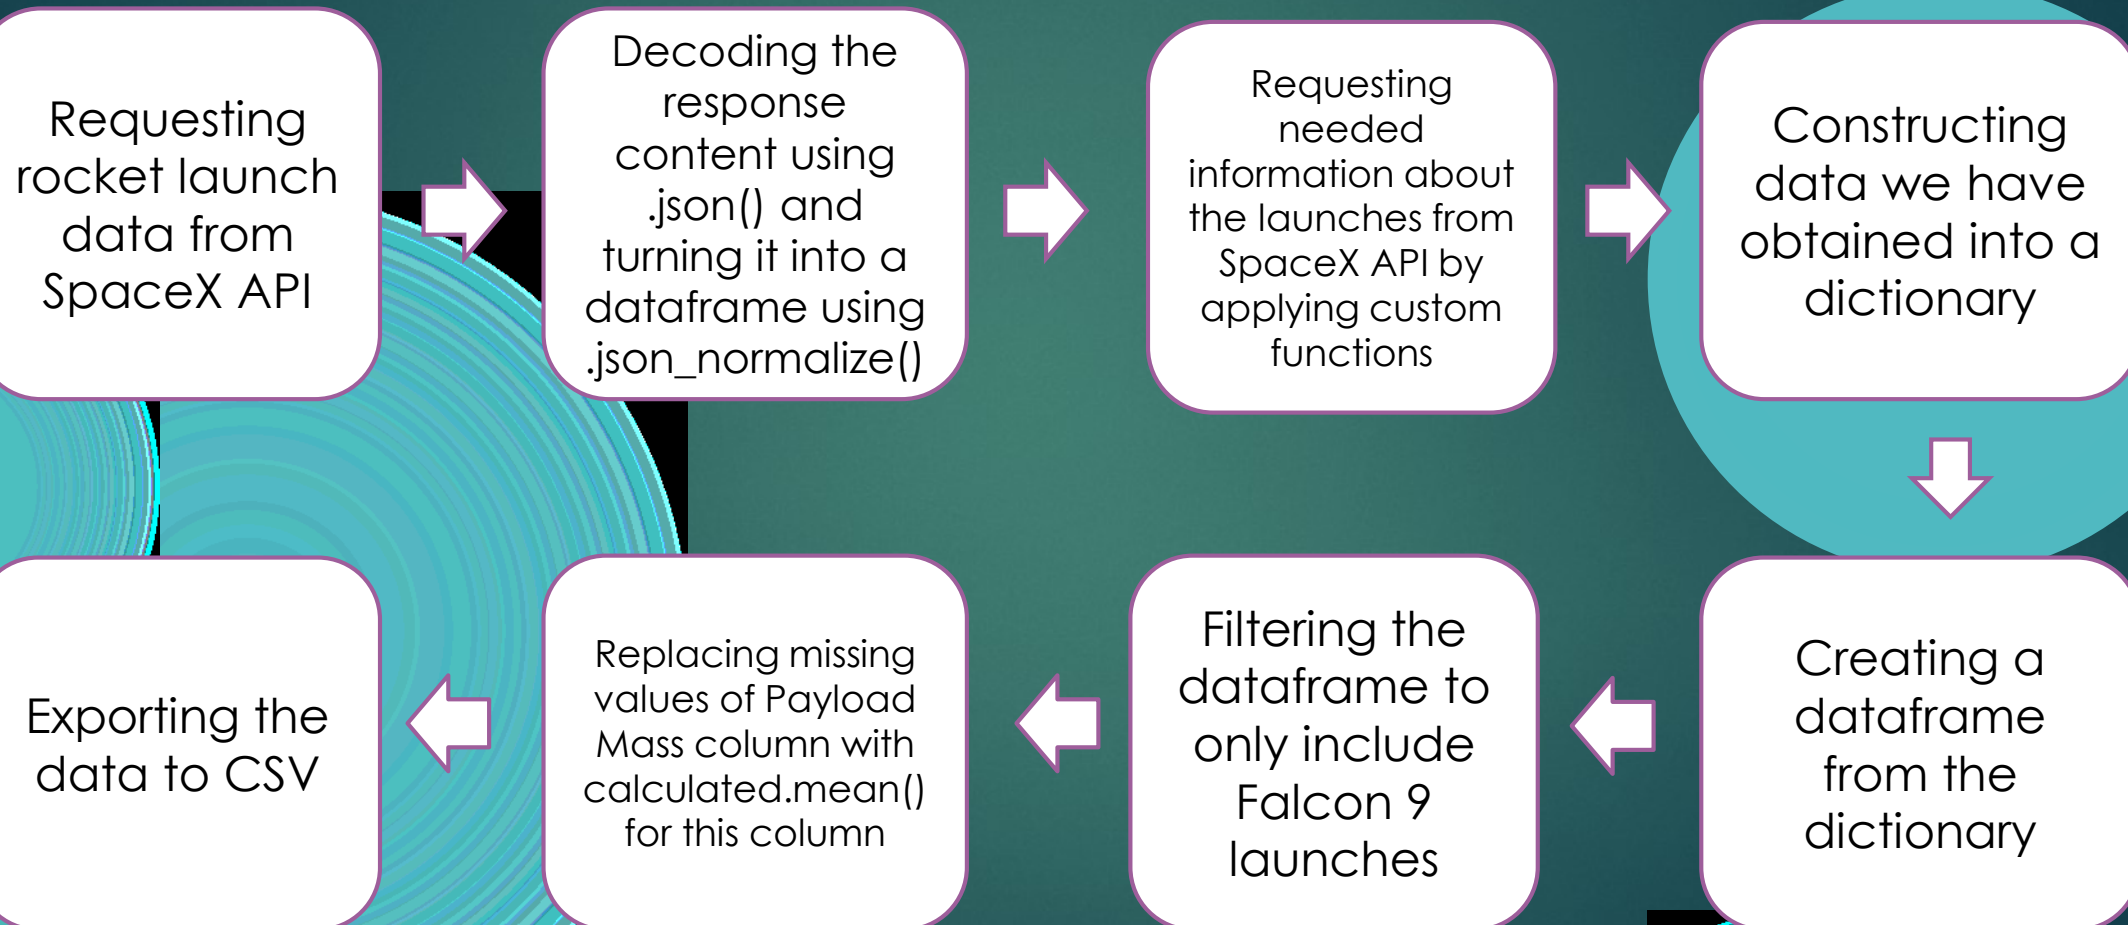 Requesting
rocket launch
data from
SpaceX API
Decoding the
response
content using
.json() and
turning it into a
dataframe using
.json_normalize()
Requesting
needed
information about
the launches from
SpaceX API by
applying custom
functions
Constructing
data we have
obtained into a
dictionary
Creating a
dataframe
from the
dictionary
Filtering the
dataframe to
only include
Falcon 9
launches
Replacing missing
values of Payload
Mass column with
calculated.mean()
for this column
Exporting the
data to CSV